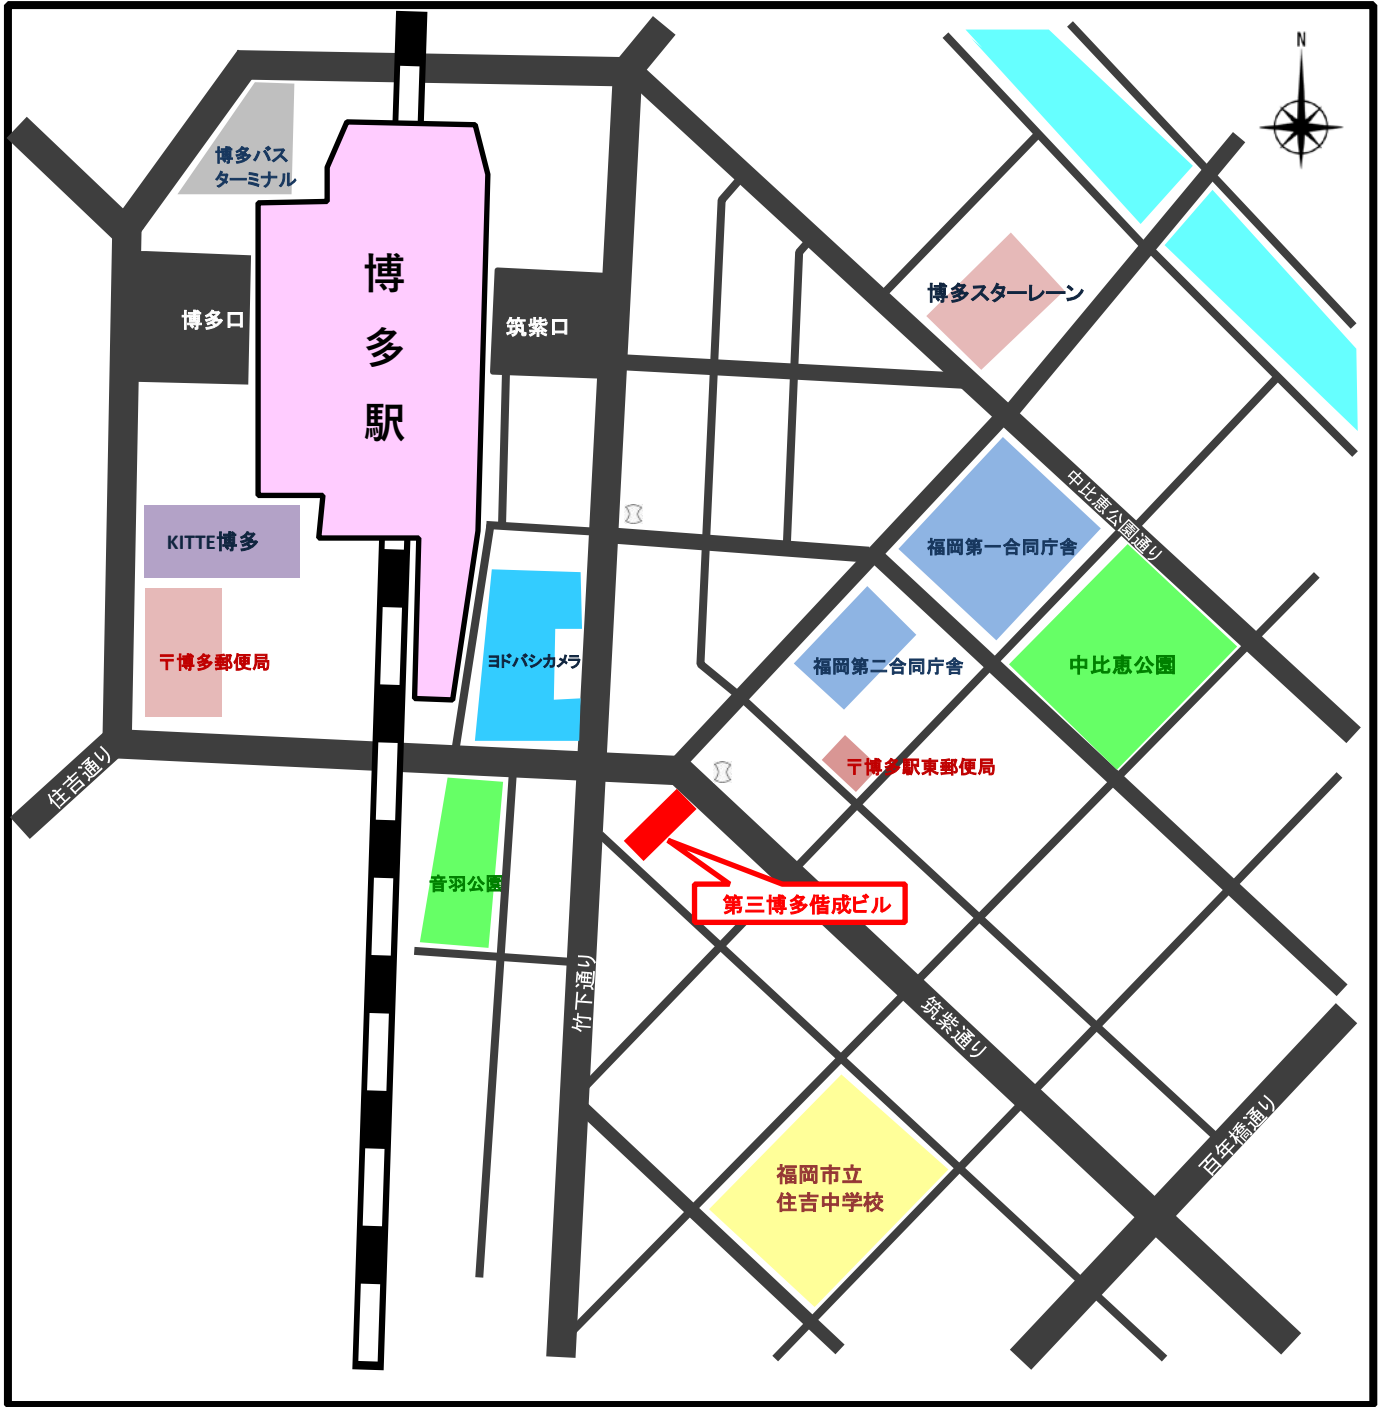 N
博多バス
ターミナル
博多駅
博多口
筑紫口
博多スターレーン
中比恵公園通り
KITTE博多
福岡第一合同庁舎
〒博多郵便局
ヨドバシカメラ
福岡第二合同庁舎
中比恵公園
住吉通り
〒博多駅東郵便局
音羽公園
第三博多偕成ビル
竹下通り
筑紫通り
百年橋通り
福岡市立
住吉中学校